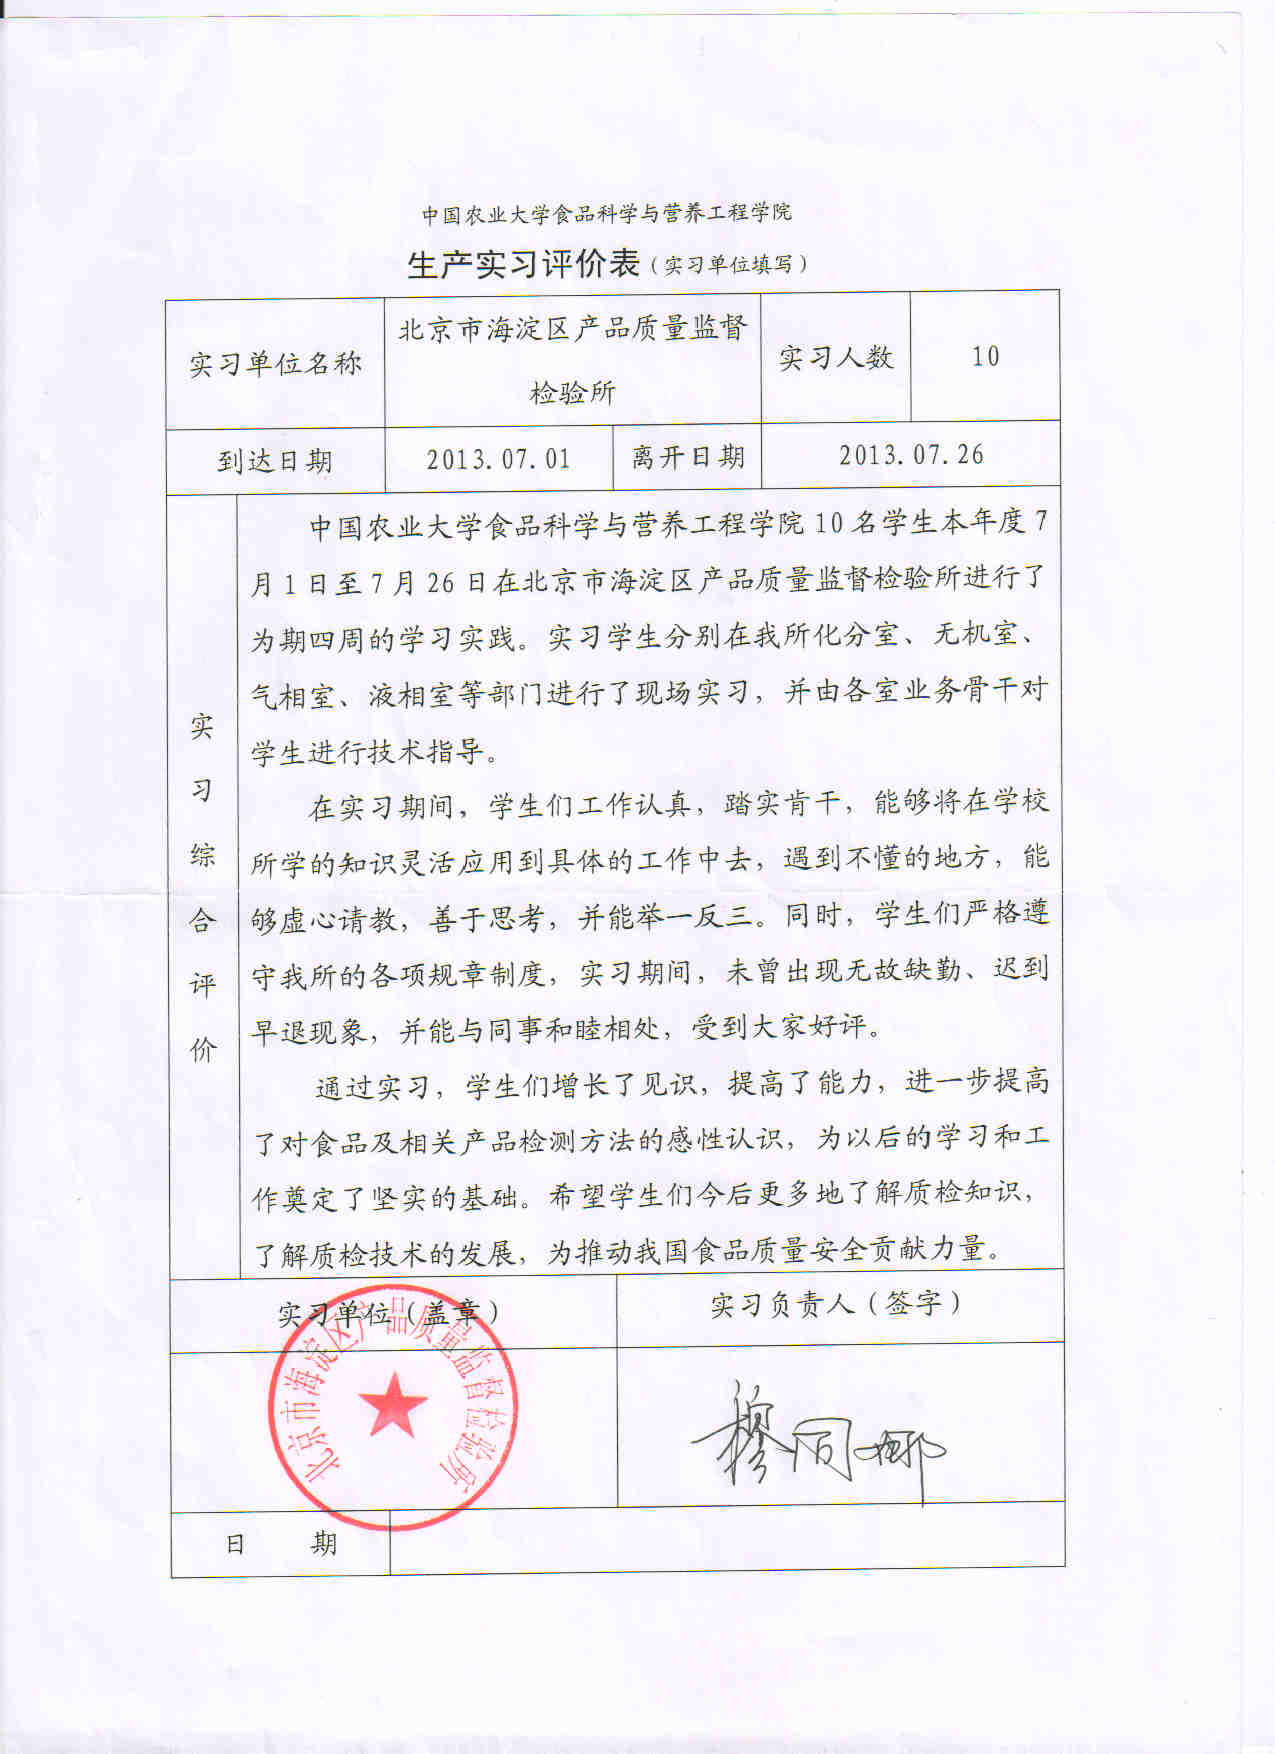 中国农业大学食品科学与营养工程学院
生产实习评价表（实习单位填写）
实习单位名称
北京市海淀区产品质量监督
检验所
实习人数
10
到达日期
2013.07.01
离开日期
2013.07.26
实习综合评价
中国农业大学食品科学与营养工程学院10名学生本年度7
月1日至7月26日在北京市海淀区产品质量监督检验所进行了
为期四周的学习实践。实习学生分别在我所化分室、无机室、
气相室、液相室等部门进行了现场实习，并由各室业务骨干对
学生进行技术指导。
在实习期间，学生们工作认真，踏实肯干，能够将在学校
所学的知识灵活应用到具体的工作中去，遇到不懂的地方，能
够虚心请教，善于思考，并能举一反三。同时，学生们严格遵
守我所的各项规章制度，实习期间，未曾出现无故缺勤、迟到
早退现象，并能与同事和睦相处，受到大家好评。
通过实习，学生们增长了见识，提高了能力，进一步提高
了对食品及相关产品检测方法的感性认识，为以后的学习和工
作奠定了坚实的基础。希望学生们今后更多地了解质检知识，
了解质检技术的发展，为推动我国食品质量安全贡献力量。
实习单位（盖章）
实习负责人（签字）
北京市海淀区产品质量监督检验所
穆同娜
日 期